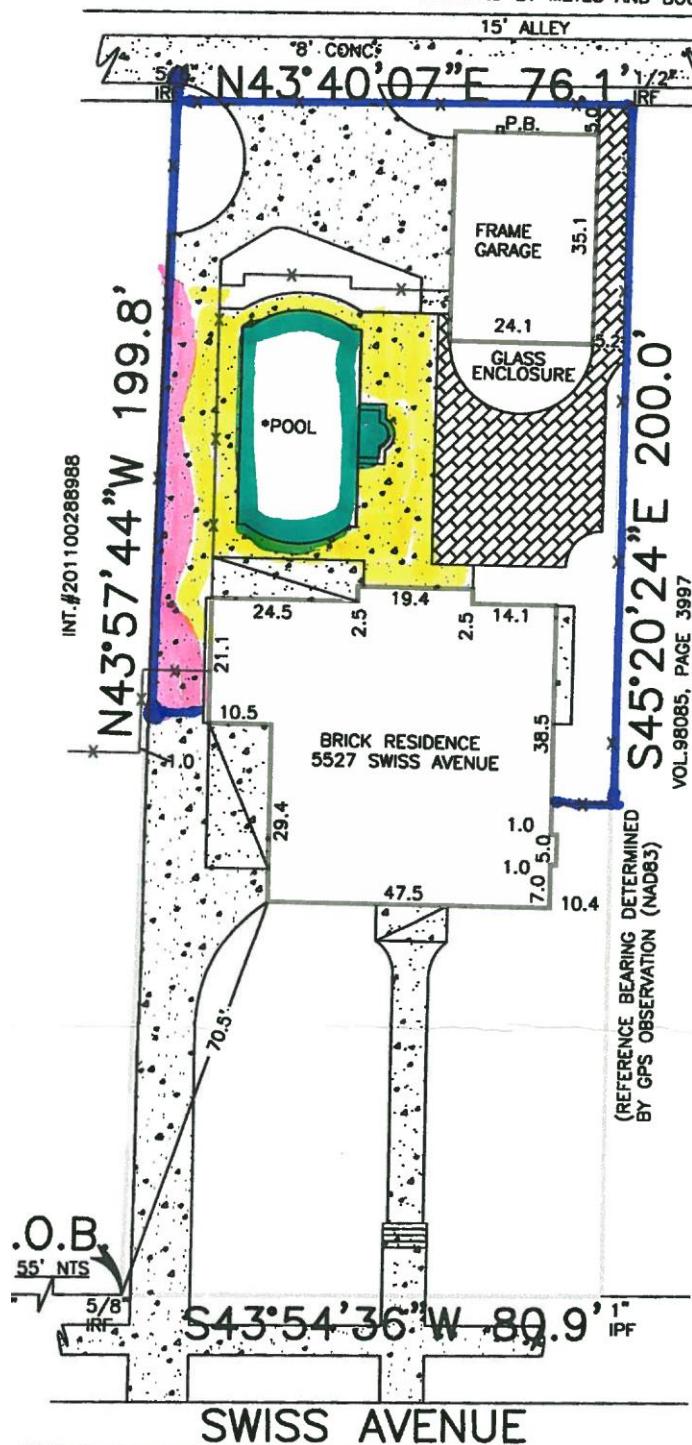 15' ALLEY
8' CONC.
IRF
N43°40'07"E 76.1'
1/2" IRF
P.B.
5.0
FRAME
GARAGE
35.1
24.1
5.2
GLASS
ENCLOSURE
POOL
INT.#201100288988
N43°57'44"W 199.8'
S45°20'24"E 200.0'
VOL.98085, PAGE 3997
24.5
2.5
19.4
2.5
14.1
21.1
10.5
1.0
BRICK RESIDENCE
5527 SWISS AVENUE
38.5
29.4
1.0
5.0
1.0
7.0
47.5
10.4
70.5'
(REFERENCE BEARING DETERMINED
BY GPS OBSERVATION (NAD83)
.O.B.
55' NTS
5/8"
IRF
S43°54'36"W 80.9'
1"
IPF
SWISS AVENUE